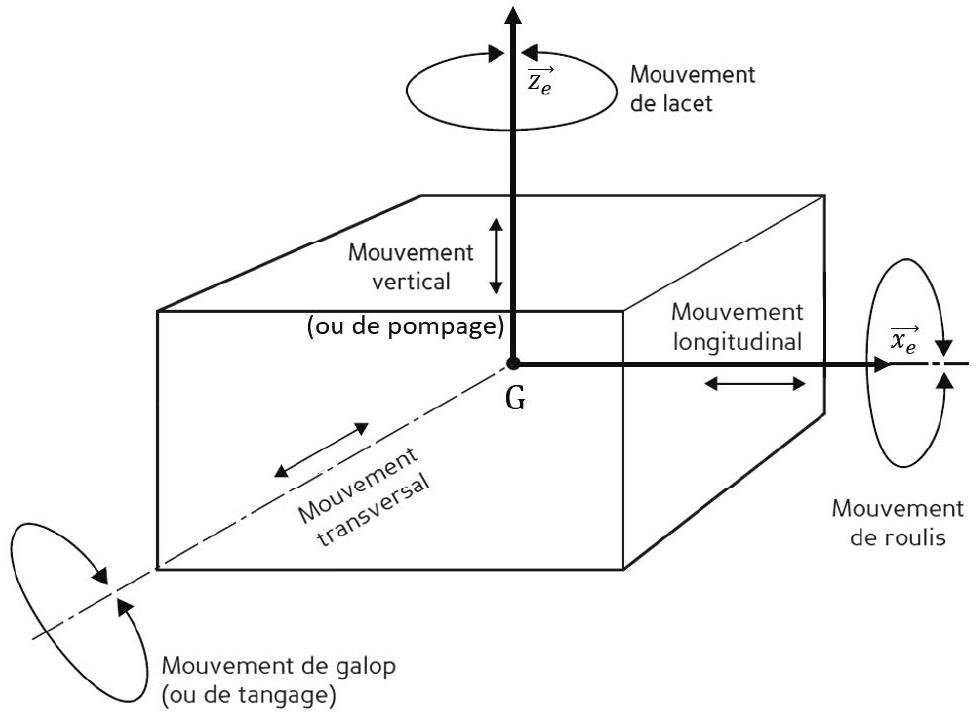 Mouvement
de lacet
z_e
Mouvement
vertical
(ou de pompage)
Mouvement
longitudinal
x_e
G
Mouvement
transversal
Mouvement
de roulis
Mouvement de galop
(ou de tangage)